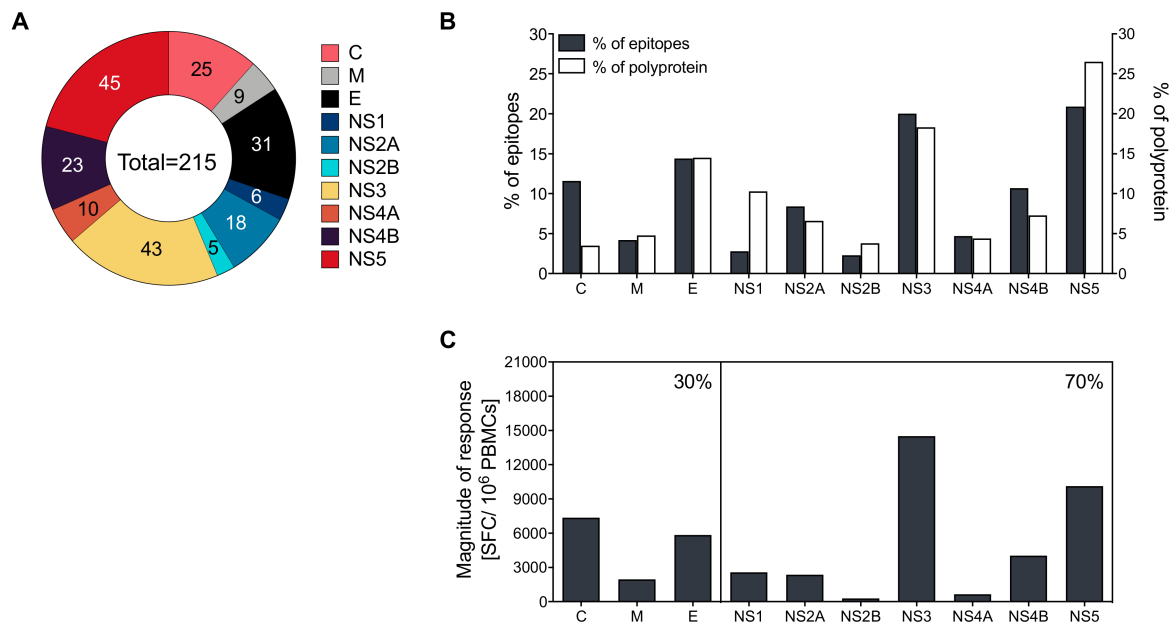 A
25
9
31
6
18
5
43
10
23
45
Total=215
C
M
E
NS1
NS2A
NS2B
NS3
NS4A
NS4B
NS5
B
% of epitopes
% of polyprotein
% of epitopes
30
25
20
15
10
5
0
30
25
20
15
10
5
0
% of polyprotein
C M E NS1 NS2A NS2B NS3 NS4A NS4B NS5
C
Magnitude of response
[SFC/ 10⁶ PBMCs]
21000
18000
15000
12000
9000
6000
3000
0
30%
70%
C M E NS1 NS2A NS2B NS3 NS4A NS4B NS5